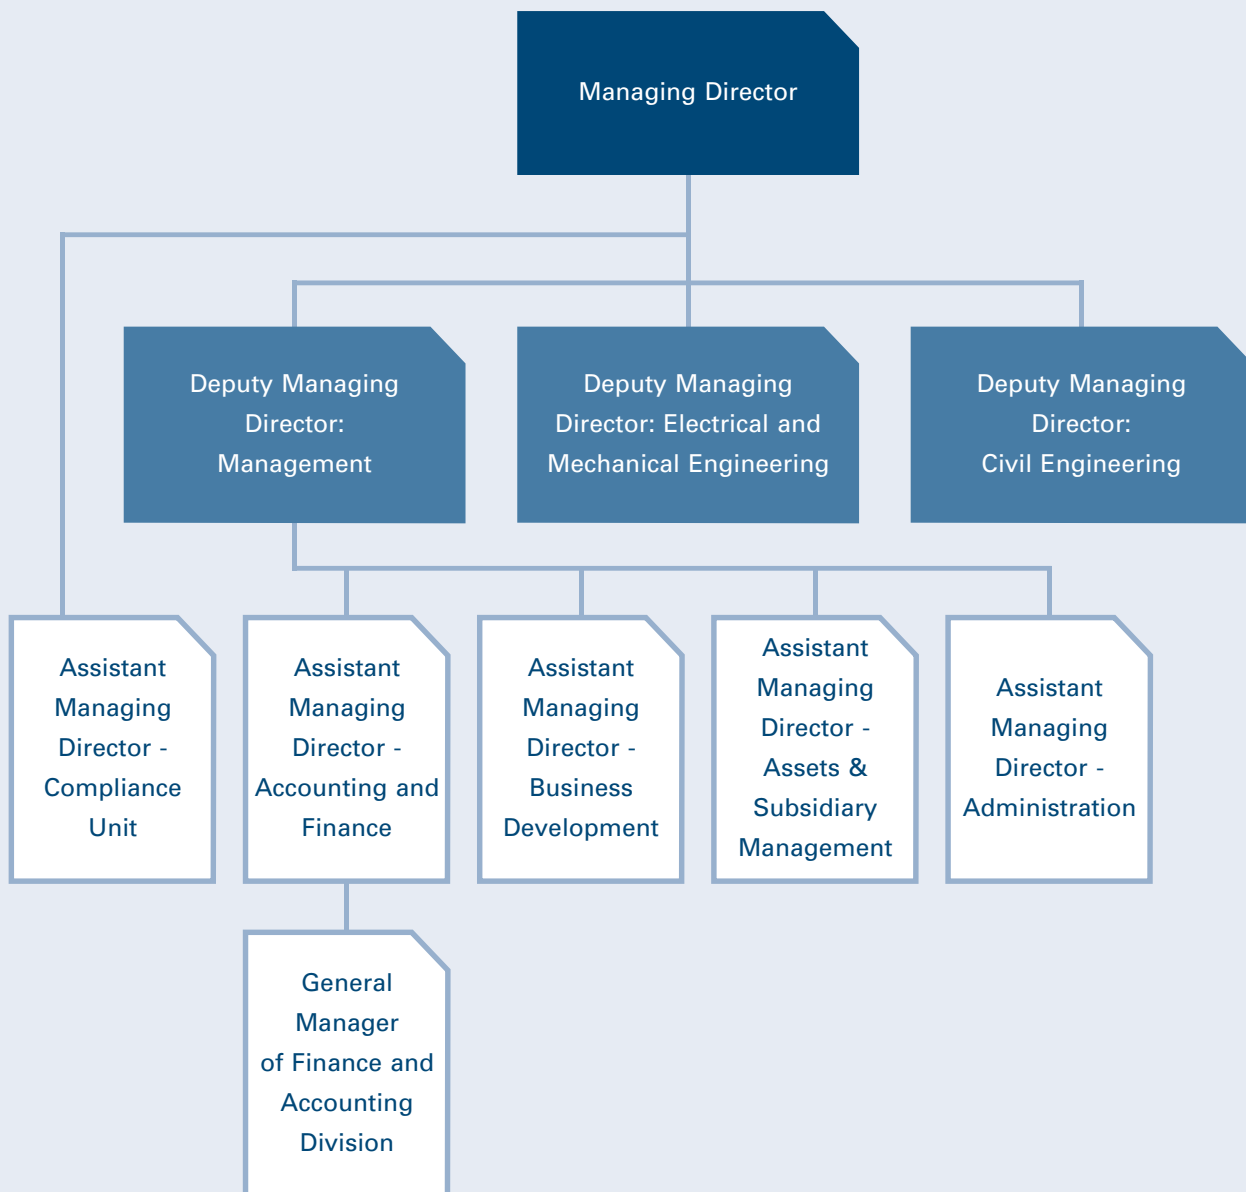 Managing Director
Deputy Managing
Director:
Management
Deputy Managing
Director: Electrical and
Mechanical Engineering
Deputy Managing
Director:
Civil Engineering
Assistant
Managing
Director -
Compliance
Unit
Assistant
Managing
Director -
Accounting and
Finance
Assistant
Managing
Director -
Business
Development
Assistant
Managing
Director -
Assets &
Subsidiary
Management
Assistant
Managing
Director -
Administration
General
Manager
of Finance and
Accounting
Division